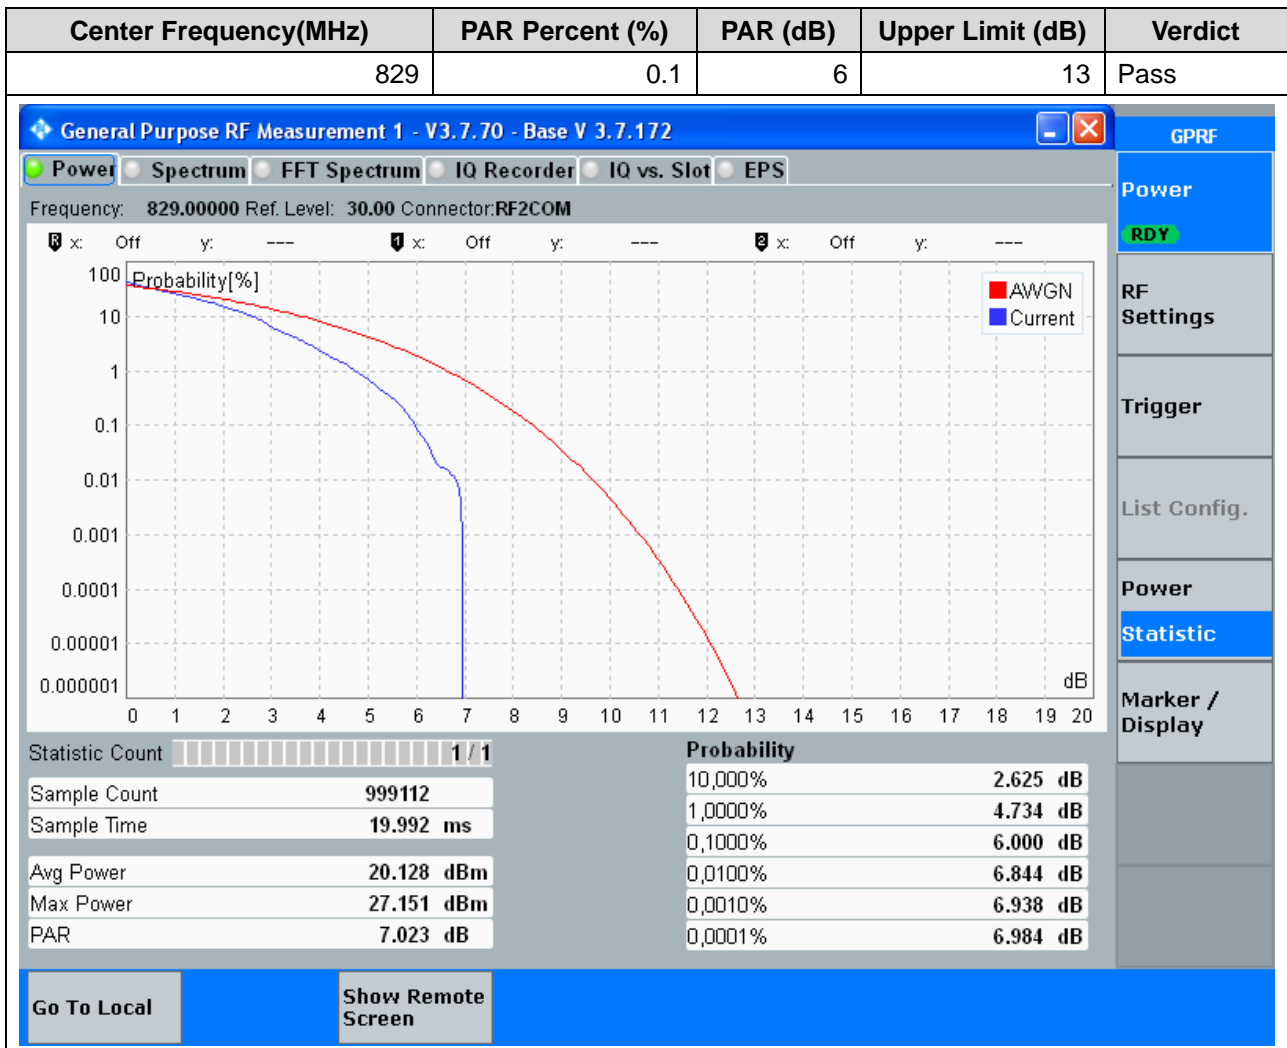 Center Frequency(MHz) PAR Percent (%) PAR (dB) Upper Limit (dB) Verdict
829 0.1 6 13 Pass
General Purpose RF Measurement 1 - V3.7.70 - Base V 3.7.172
GPRF
Power Spectrum FFT Spectrum IQ Recorder IQ vs. Slot EPS
Power
RDY
Frequency: 829.00000 Ref. Level: 30.00 Connector:RF2COM
R x: Off y: --- 1 x: Off y: --- 2 x: Off y: ---
Probability[%]
AWGN
Current
100
10
1
0.1
0.01
0.001
0.0001
0.00001
0.000001
dB
0 1 2 3 4 5 6 7 8 9 10 11 12 13 14 15 16 17 18 19 20
RF
Settings
Trigger
List Config.
Power
Statistic
Marker /
Display
Statistic Count 1 / 1
Sample Count 999112
Sample Time 19.992 ms
Avg Power 20.128 dBm
Max Power 27.151 dBm
PAR 7.023 dB
Probability
10,000% 2.625 dB
1,0000% 4.734 dB
0,1000% 6.000 dB
0,0100% 6.844 dB
0,0010% 6.938 dB
0,0001% 6.984 dB
Go To Local
Show Remote
Screen